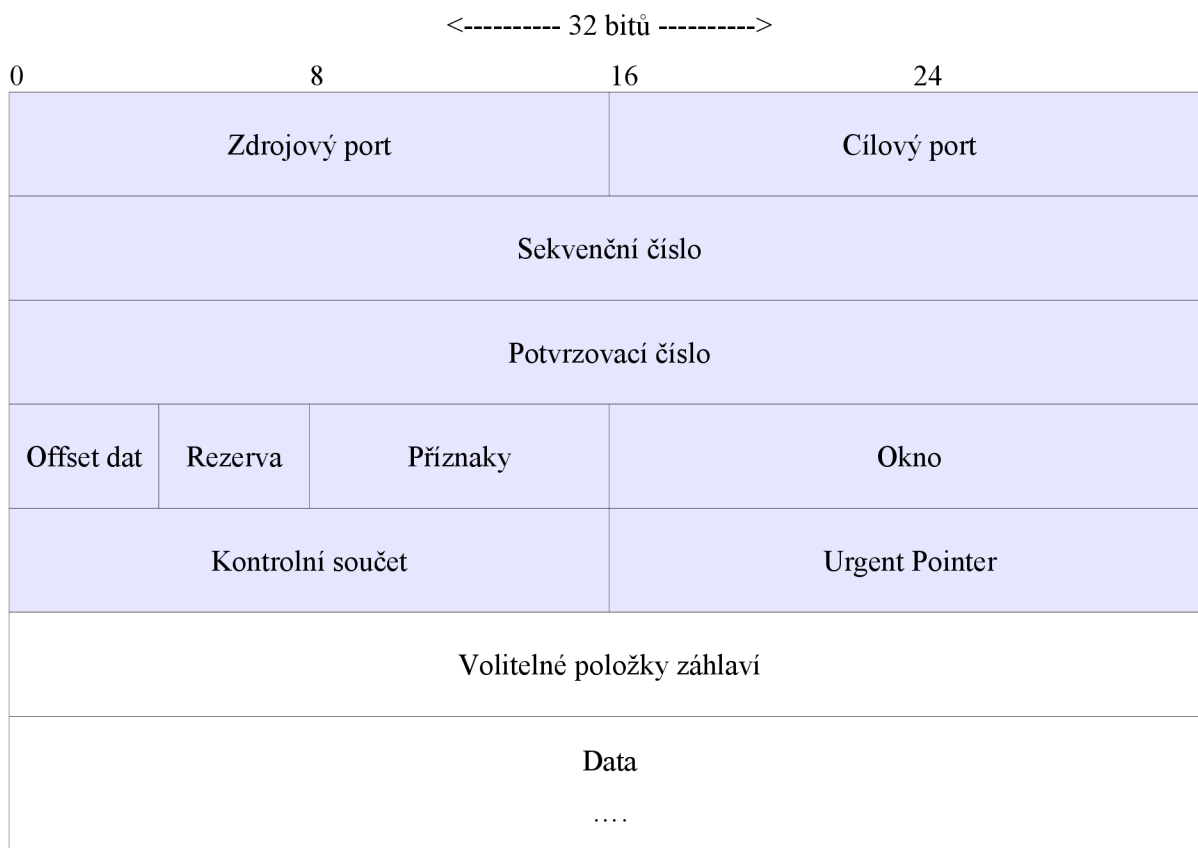 <---------- 32 bitů ---------->
0 8 16 24
Zdrojový port Cílový port
Sekvenční číslo
Potvrzovací číslo
Offset dat Rezerva Příznaky Okno
Kontrolní součet Urgent Pointer
Volitelné položky záhlaví
Data
....